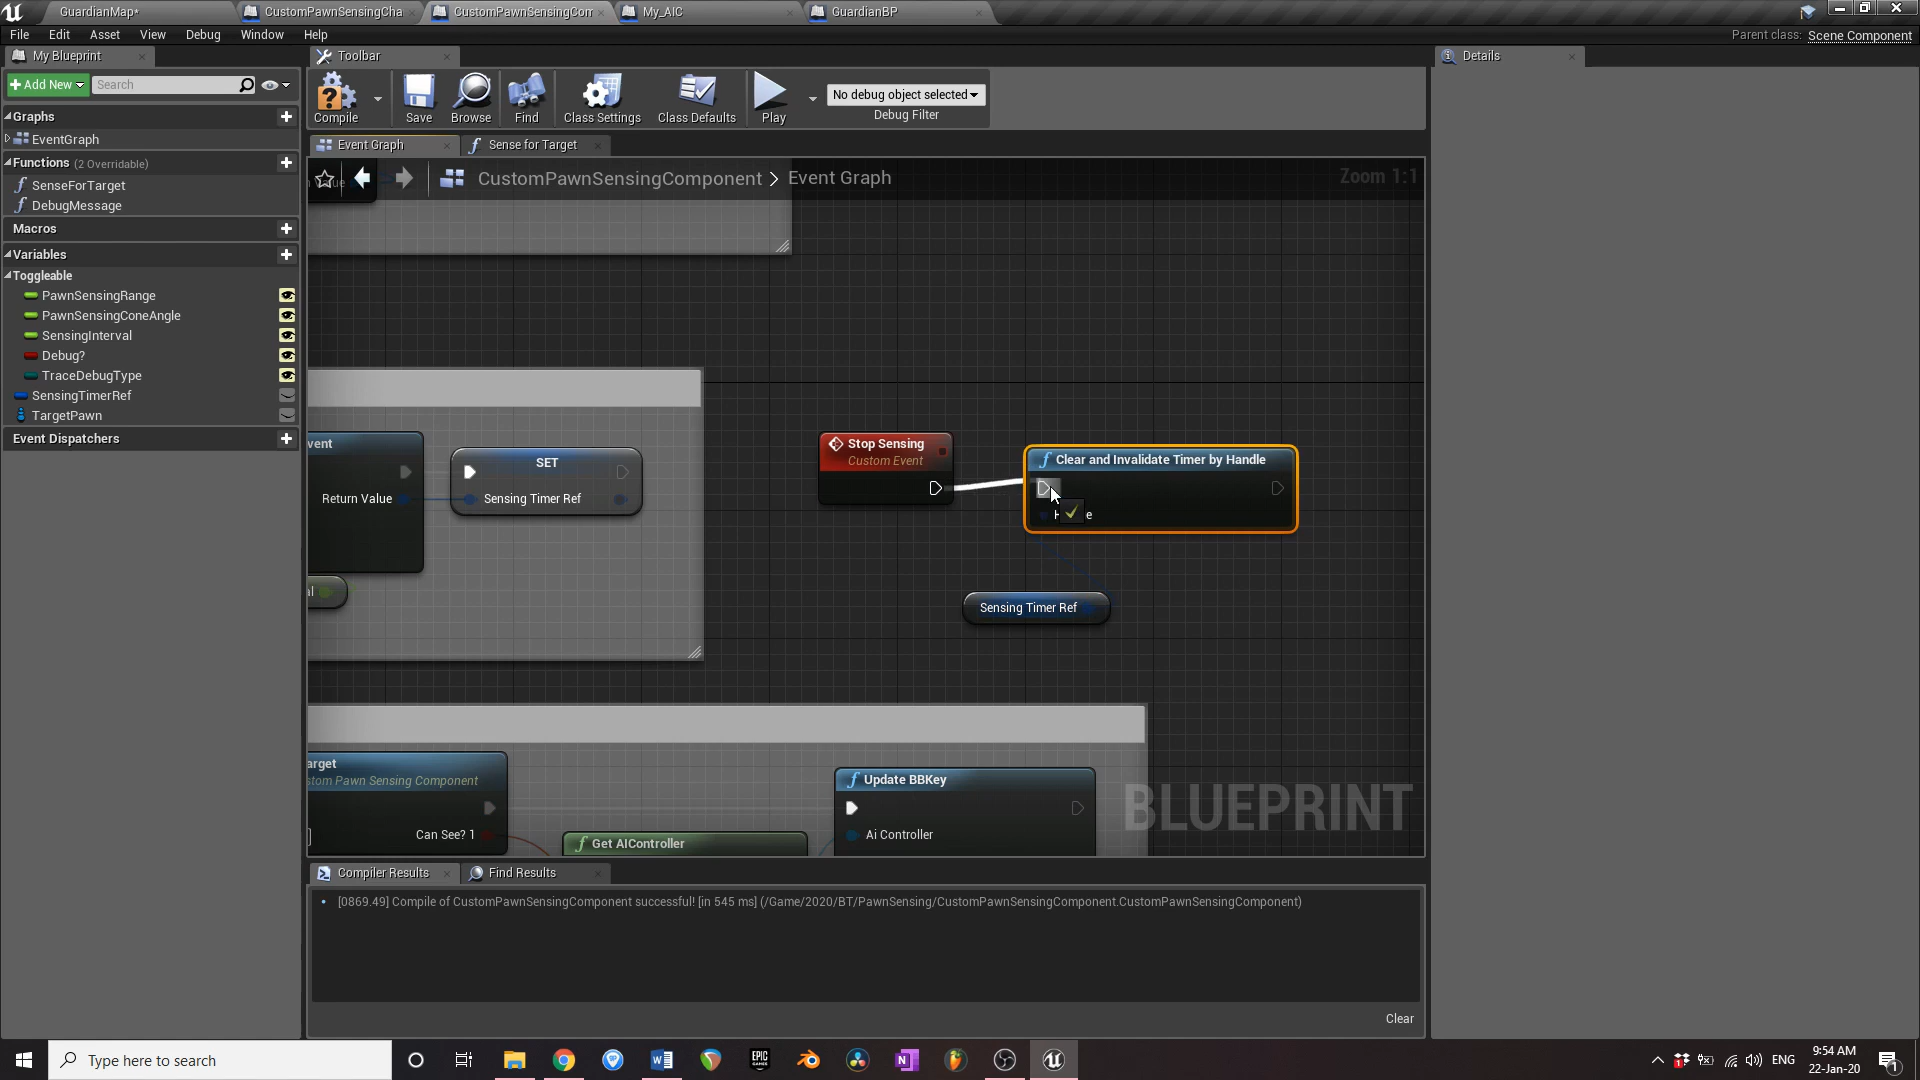 GuardianMap*
CustomPawnSensingCha
CustomPawnSensingCom
My_AIC
GuardianBP
File Edit Asset View Debug Window Help
Parent class: Scene Component
My Blueprint
Toolbar
Details
Add New
Search
Compile
Save
Browse
Find
Class Settings
Class Defaults
Play
No debug object selected
Debug Filter
Graphs
EventGraph
Functions (2 Overridable)
SenseForTarget
DebugMessage
Macros
Variables
Toggleable
PawnSensingRange
PawnSensingConeAngle
SensingInterval
Debug?
TraceDebugType
SensingTimerRef
TargetPawn
Event Dispatchers
Event Graph
Sense for Target
CustomPawnSensingComponent > Event Graph
Zoom 1:1
vent
Return Value
SET
Sensing Timer Ref
Stop Sensing
Custom Event
Clear and Invalidate Timer by Handle
Sensing Timer Ref
arget
stom Pawn Sensing Component
Can See? 1
Get AIController
Update BBKey
Ai Controller
BLUEPRINT
Compiler Results
Find Results
[0869.49] Compile of CustomPawnSensingComponent successful! [in 545 ms] (/Game/2020/BT/PawnSensing/CustomPawnSensingComponent.CustomPawnSensingComponent)
Clear
Type here to search
EPIC
ENG
9:54 AM
22-Jan-20